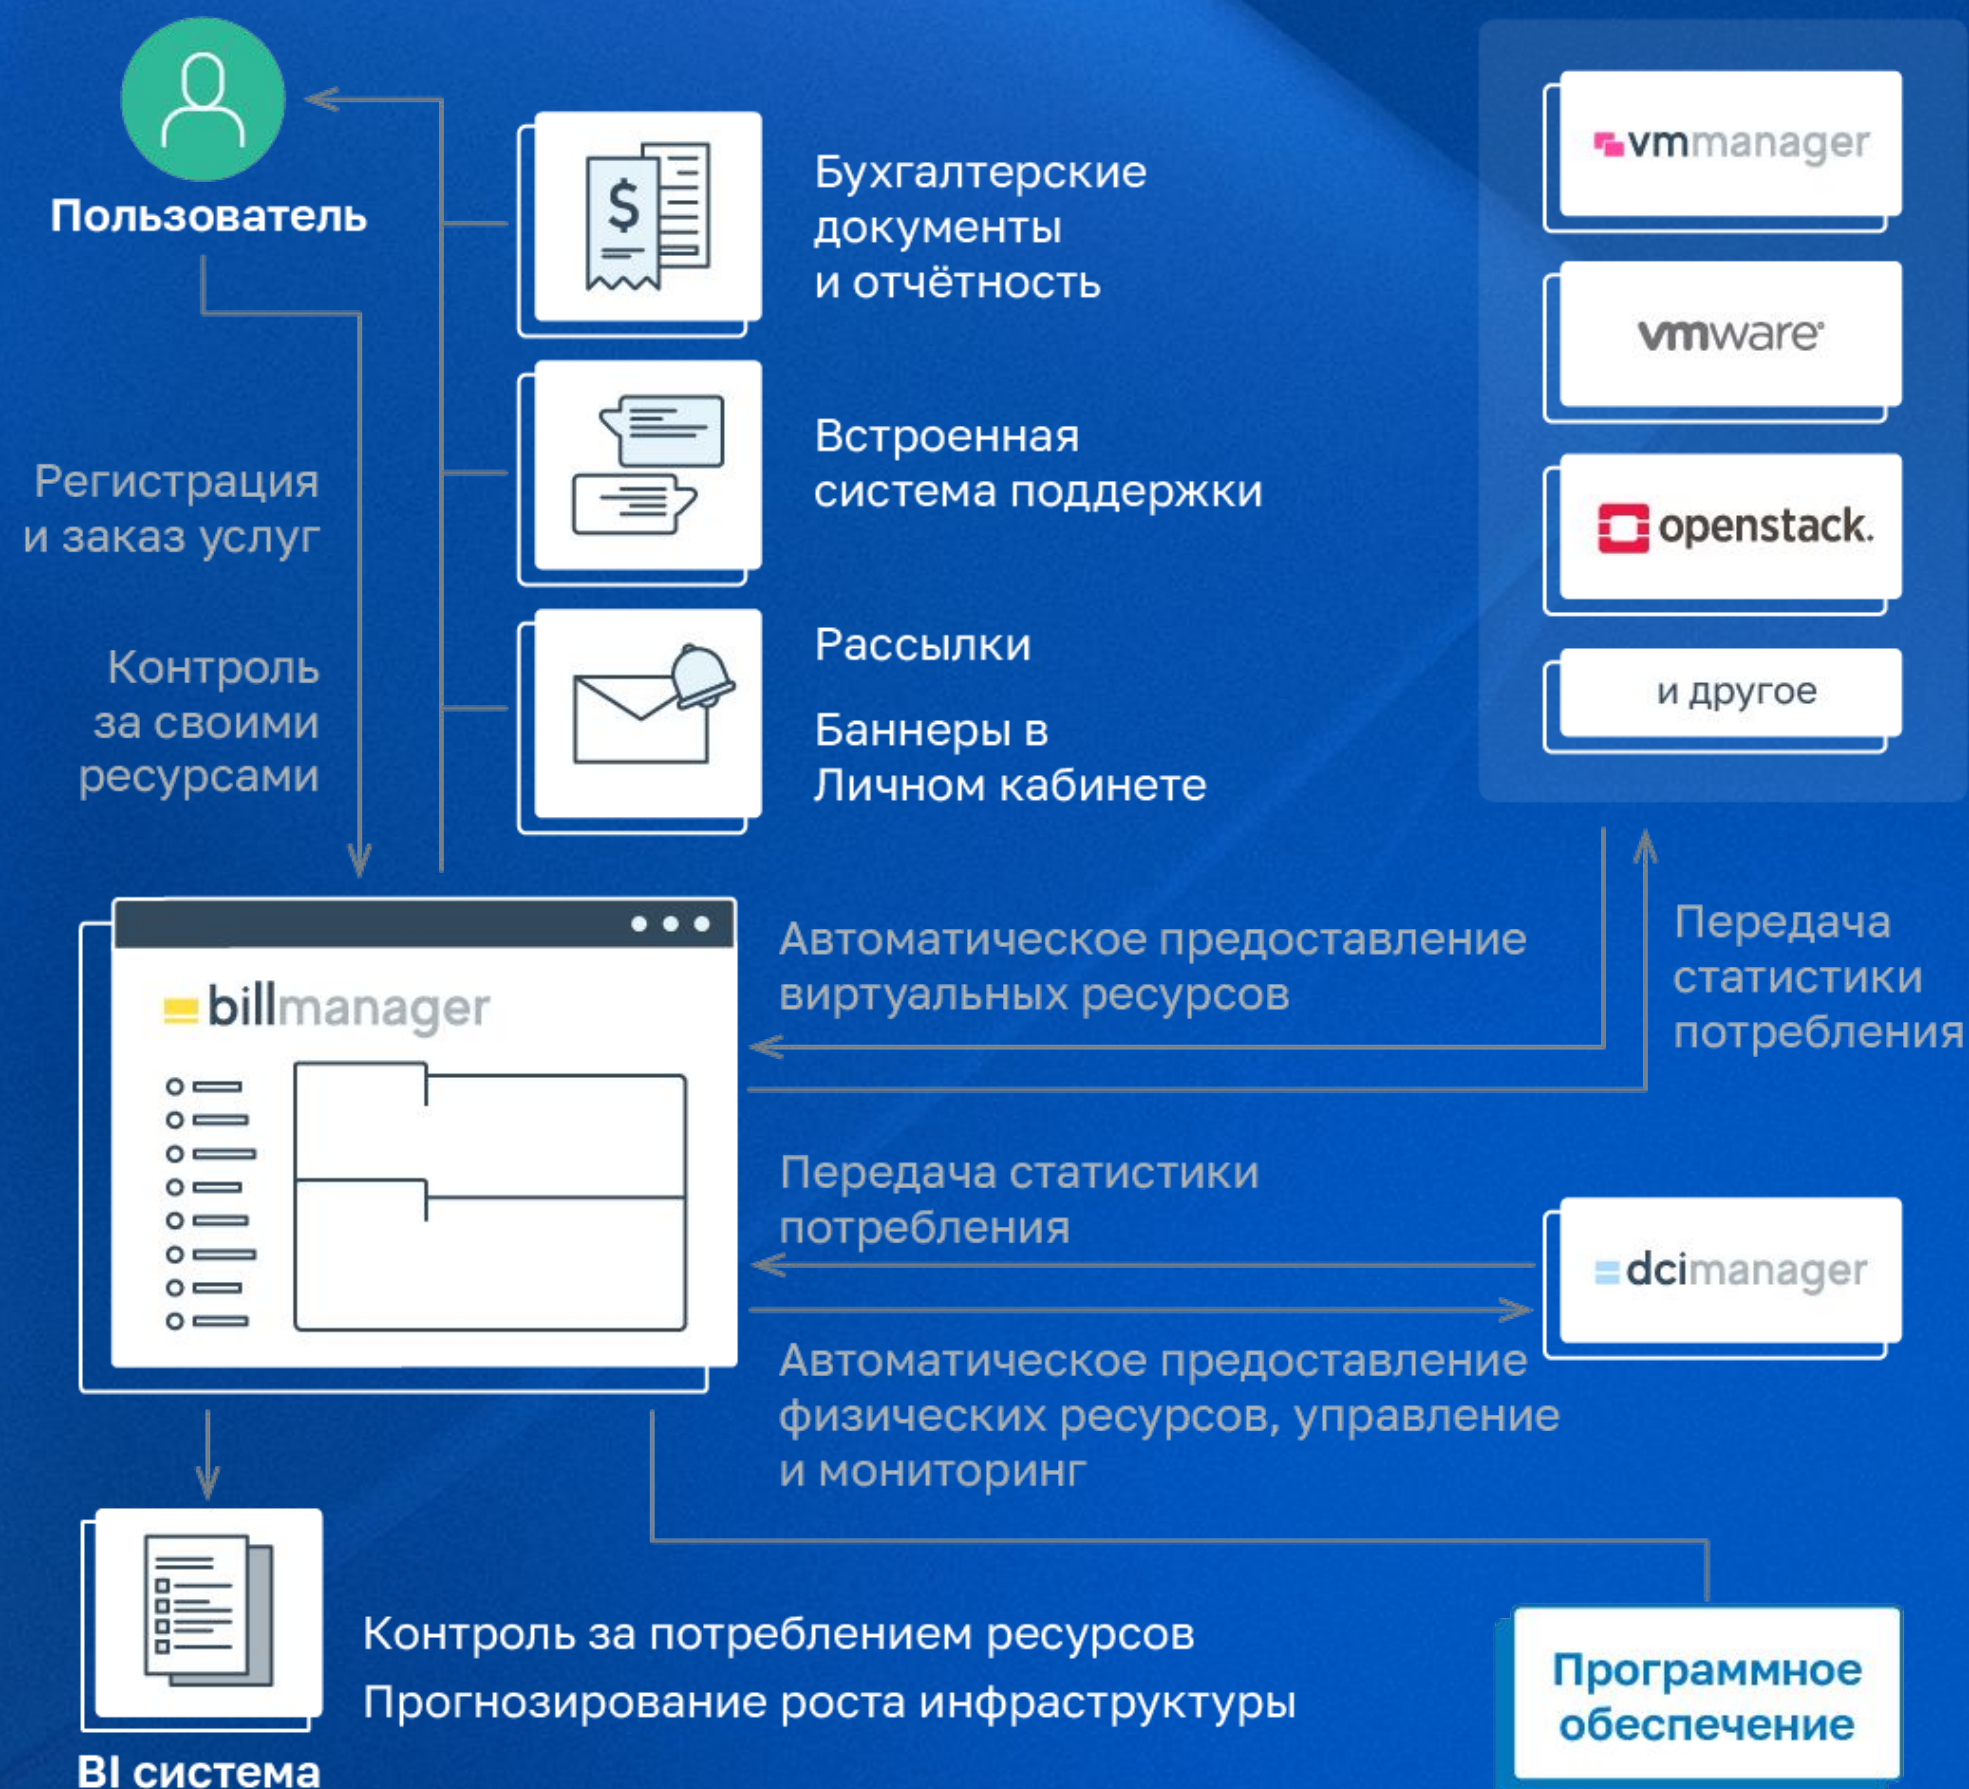 Пользователь
Регистрация
и заказ услуг
Контроль
за своими
ресурсами
$
Бухгалтерские
документы
и отчётность
Встроенная
система поддержки
Рассылки
Баннеры в
Личном кабинете
vmmanager
vmware®
openstack.
и другое
billmanager
Автоматическое предоставление
виртуальных ресурсов
Передача
статистики
потребления
Передача статистики
потребления
dcimanager
Автоматическое предоставление
физических ресурсов, управление
и мониторинг
Контроль за потреблением ресурсов
Прогнозирование роста инфраструктуры
BI система
Программное
обеспечение